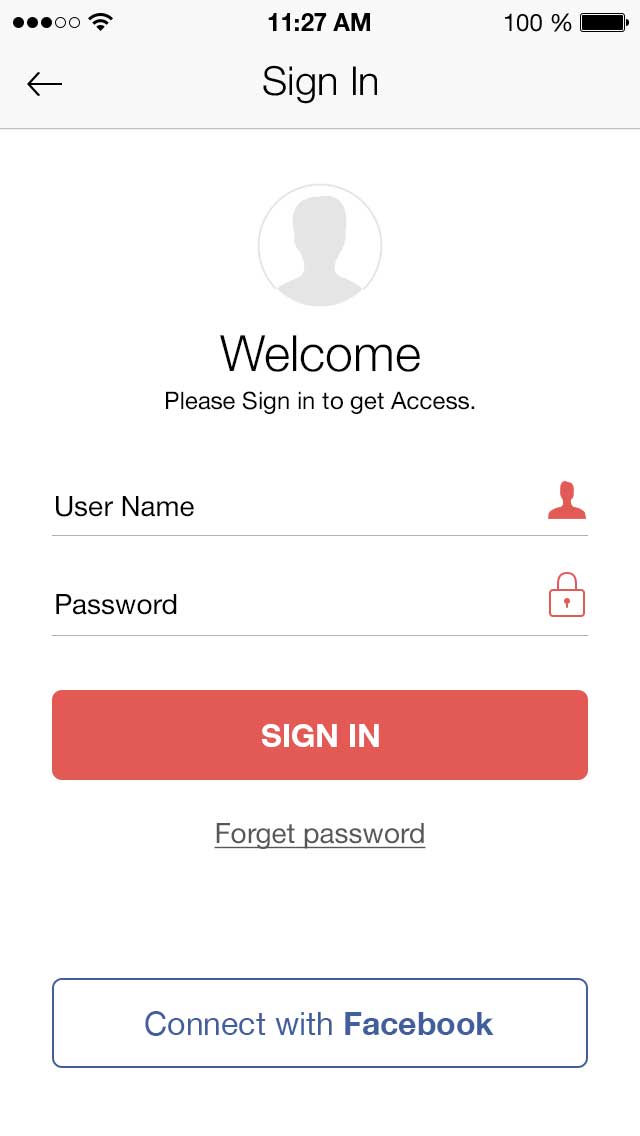 11:27 AM 100 %
Sign In
Welcome
Please Sign in to get Access.
User Name
Password
SIGN IN
Forget password
Connect with Facebook